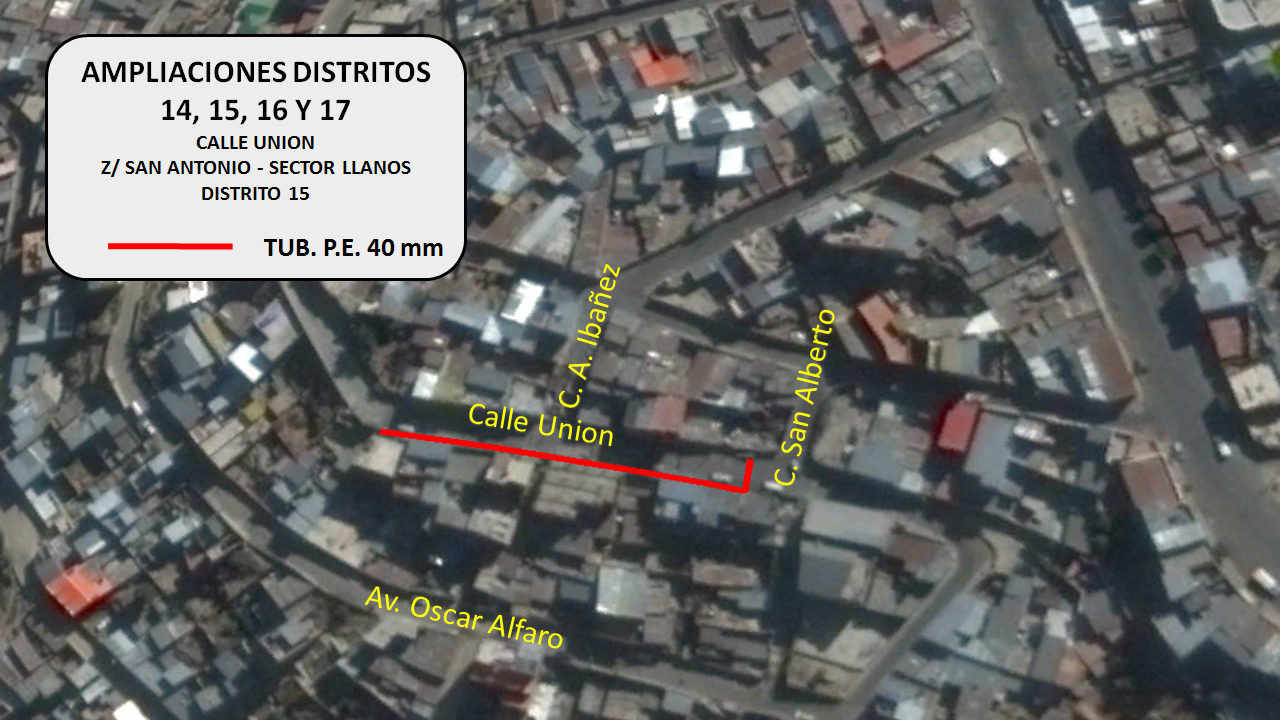 AMPLIACIONES DISTRITOS
14, 15, 16 Y 17
CALLE UNION
Z/ SAN ANTONIO - SECTOR LLANOS
DISTRITO 15
TUB. P.E. 40 mm
C. A. Ibañez
C. San Alberto
Calle Union
Av. Oscar Alfaro